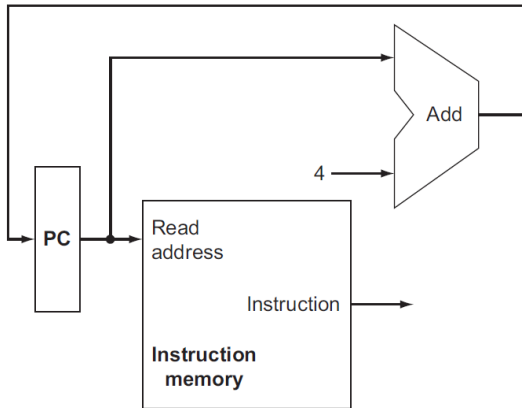 Add
4
PC
Read
address
Instruction
Instruction
memory